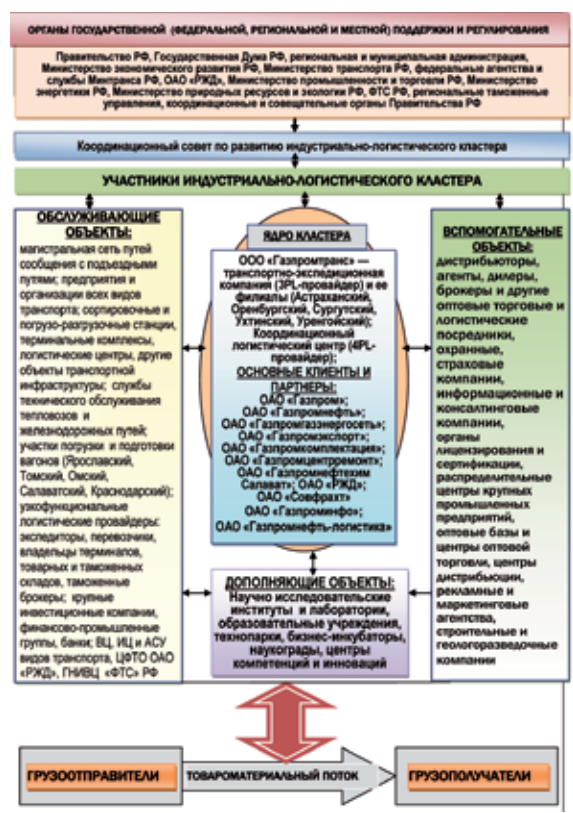 ОРГАНЫ ГОСУДАРСТВЕННОЙ (ФЕДЕРАЛЬНОЙ, РЕГИОНАЛЬНОЙ И МЕСТНОЙ) ПОДДЕРЖКИ И РЕГУЛИРОВАНИЯ
Правительство РФ, Государственная Дума РФ, региональная и муниципальная администрация,
Министерство экономического развития РФ, Министерство транспорта РФ, федеральные агентства и
службы Минтранса РФ, ОАО «РЖД», Министерство промышленности и торговли РФ, Министерство
энергетики РФ, Министерство природных ресурсов и экологии РФ, ФТС РФ, региональные таможенные
управления, координационные и совещательные органы Правительства РФ
Координационный совет по развитию индустриально-логистического кластера
УЧАСТНИКИ ИНДУСТРИАЛЬНО-ЛОГИСТИЧЕСКОГО КЛАСТЕРА
ОБСЛУЖИВАЮЩИЕ
ОБЪЕКТЫ:
магистральная сеть путей
сообщения с подъездными
путями; предприятия и
организации всех видов
транспорта; сортировочные и
погрузо-разгрузочные станции,
терминальные комплексы,
логистические центры, другие
объекты транспортной
инфраструктуры; службы
технического обслуживания
тепловозов и
железнодорожных путей;
участки погрузки и подготовки
вагонов (Ярославский,
Томский, Омский,
Салаватский, Краснодарский);
узкофункциональные
логистические провайдеры:
экспедиторы, перевозчики,
владельцы терминалов,
товарных и таможенных
складов, таможенные
брокеры; крупные
инвестиционные компании,
финансово-промышленные
группы, банки; ВЦ, ИЦ и АСУ
видов транспорта, ЦФТО ОАО
«РЖД», ГНИВЦ «ФТС» РФ
ЯДРО КЛАСТЕРА
ООО «Газпромтранс» —
транспортно-экспедиционная
компания (3PL-провайдер) и ее
филиалы (Астраханский,
Оренбургский, Сургутский,
Ухтинский, Уренгойский);
Координационный
логистический центр (4PL-
провайдер);
ОСНОВНЫЕ КЛИЕНТЫ И
ПАРТНЕРЫ:
ОАО «Газпром»;
ОАО «Газпромнефть»;
ОАО «Газпромгазэнергосеть»;
ОАО «Газпромэкспорт»;
ОАО «Газпромкомплектация»;
ОАО «Газпромцентрремонт»;
ОАО «Газпромнефтехим
Салават»; ОАО «РЖД»;
ОАО «Совфрахт»
ОАО «Газпроминфо»;
ОАО «Газпромнефть-логистика»
ДОПОЛНЯЮЩИЕ ОБЪЕКТЫ:
Научно исследовательские
институты и лаборатории,
образовательные учреждения,
технопарки, бизнес-инкубаторы,
наукограды, центры
компетенций и инноваций
ВСПОМОГАТЕЛЬНЫЕ
ОБЪЕКТЫ:
дистрибьюторы,
агенты, дилеры,
брокеры и другие
оптовые торговые и
логистические
посредники,
охранные,
страховые
компании,
информационные и
консалтинговые
компании,
органы
лицензирования и
сертификации,
распределительные
центры крупных
промышленных
предприятий,
оптовые базы и
центры оптовой
торговли, центры
дистрибьюции,
рекламные и
маркетинговые
агентства,
строительные и
геологоразведочные
компании
ГРУЗООТПРАВИТЕЛИ
ТОВАРОМАТЕРИАЛЬНЫЙ ПОТОК
ГРУЗОПОЛУЧАТЕЛИ